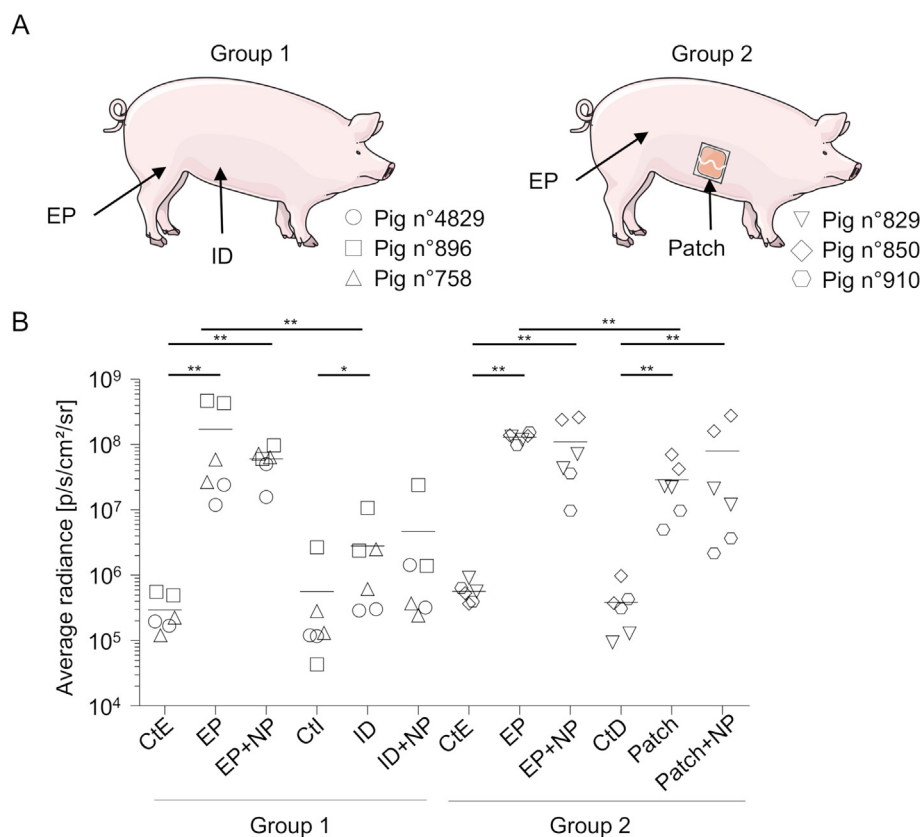 A
Group 1
Group 2
EP
ID
Pig n°4829
Pig n°896
Pig n°758
EP
Patch
Pig n°829
Pig n°850
Pig n°910
B
** **
** ** **
** * ** **
Average radiance [p/s/cm²/sr]
10⁹
10⁸
10⁷
10⁶
10⁵
10⁴
CtE EP EP+NP CtI ID ID+NP CtE EP EP+NP CtD Patch Patch+NP
Group 1 Group 2